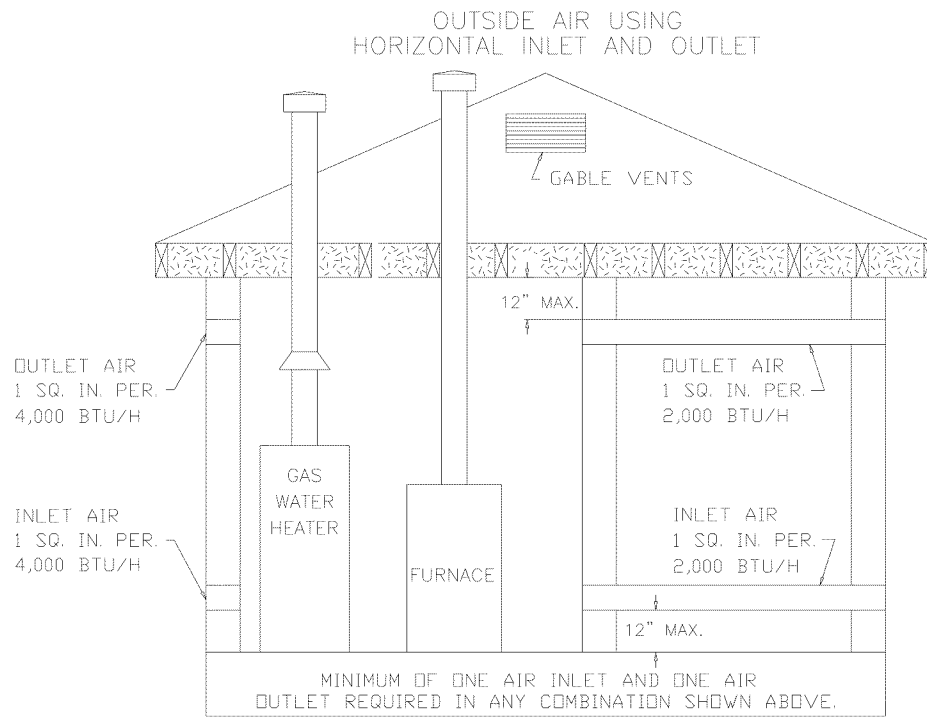 OUTSIDE AIR USING
HORIZONTAL INLET AND OUTLET
GABLE VENTS
12" MAX.
OUTLET AIR
1 SQ. IN. PER.
4,000 BTU/H
OUTLET AIR
1 SQ. IN. PER.
2,000 BTU/H
GAS
WATER
HEATER
INLET AIR
1 SQ. IN. PER.
4,000 BTU/H
INLET AIR
1 SQ. IN. PER.
2,000 BTU/H
FURNACE
12" MAX.
MINIMUM OF ONE AIR INLET AND ONE AIR
OUTLET REQUIRED IN ANY COMBINATION SHOWN ABOVE.